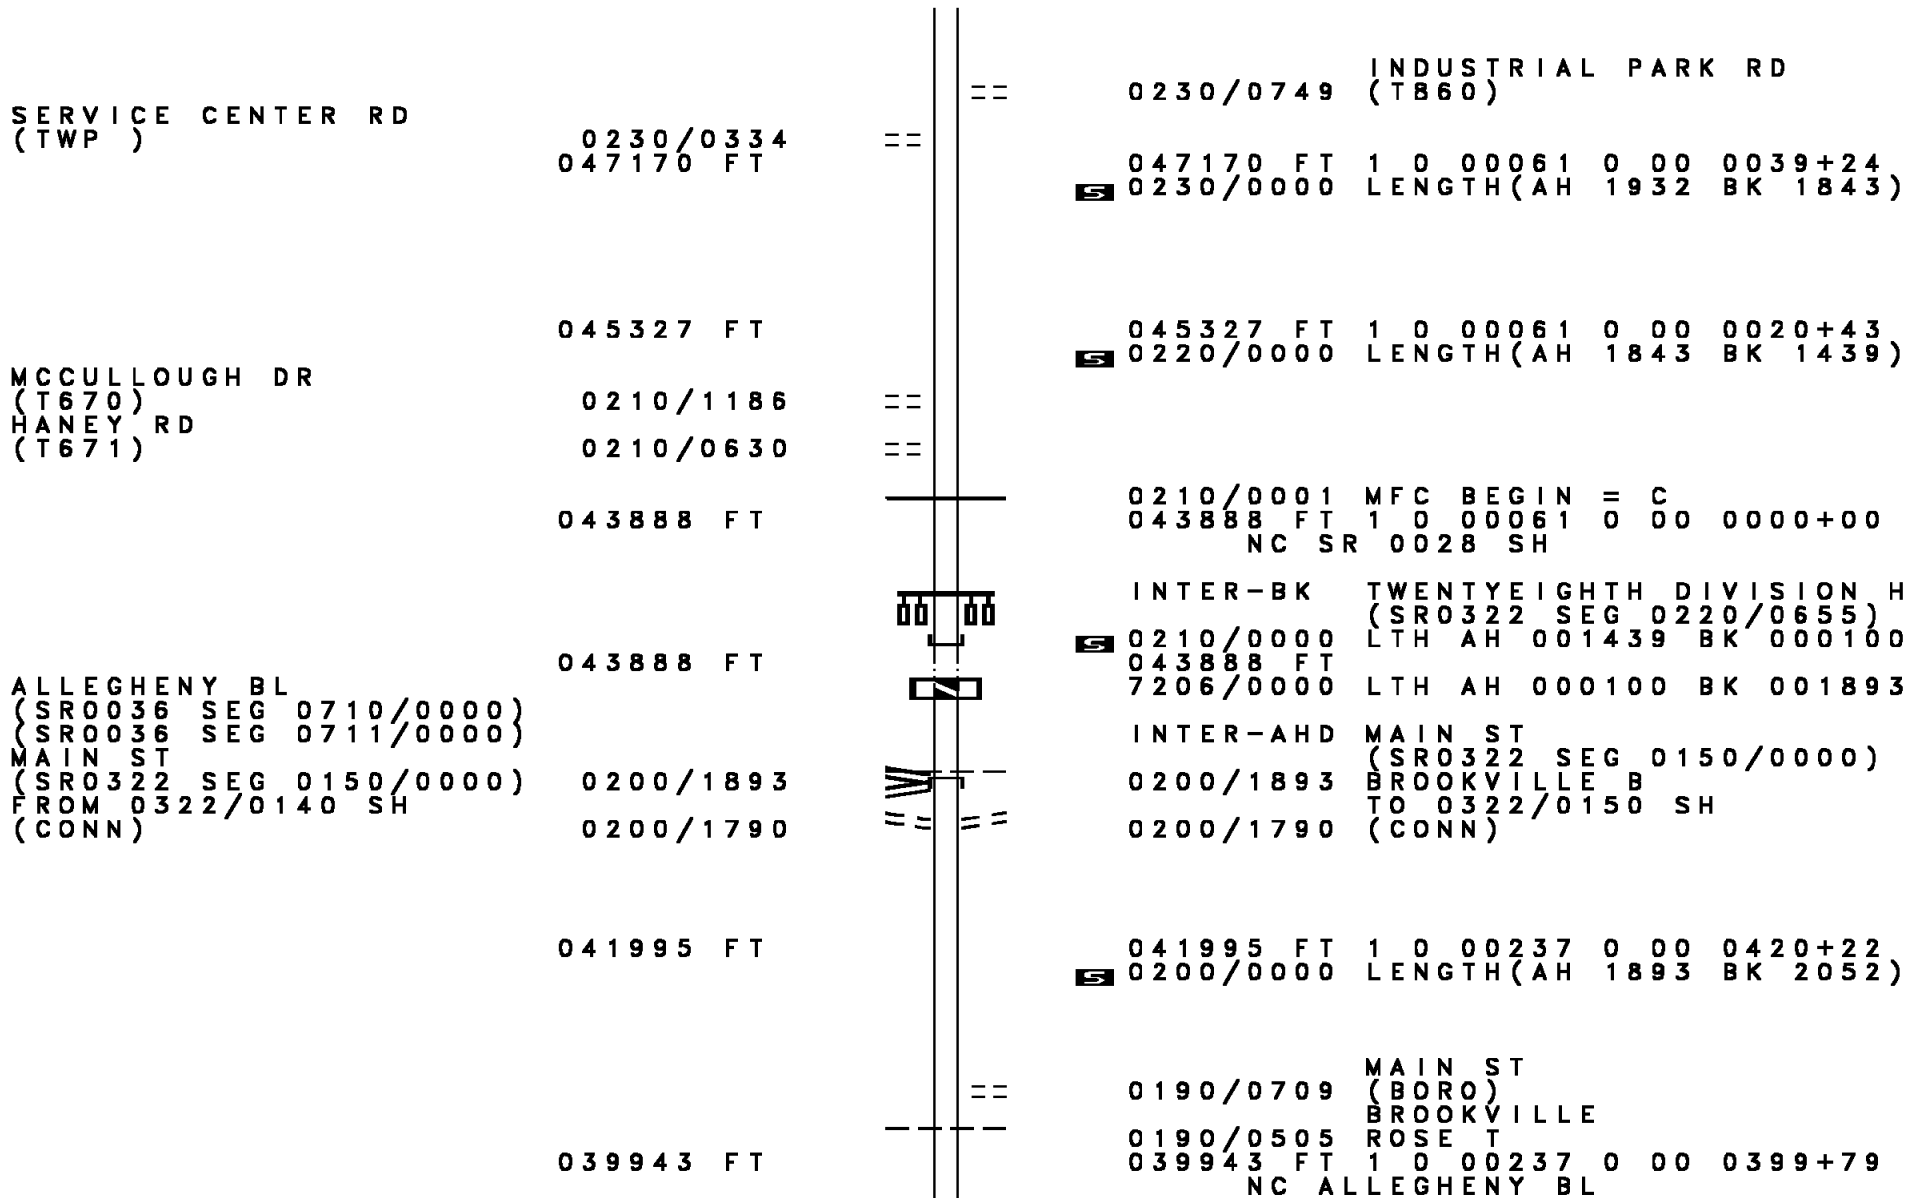 INDUSTRIAL PARK RD
0230/0749 (T860)
SERVICE CENTER RD
(TWP )
0230/0334
047170 FT
047170 FT 1 0 00061 0 00 0039+24
S 0230/0000 LENGTH(AH 1932 BK 1843)
045327 FT
045327 FT 1 0 00061 0 00 0020+43
S 0220/0000 LENGTH(AH 1843 BK 1439)
MCCULLOUGH DR
(T670) 0210/1186
HANEY RD
(T671) 0210/0630
0210/0001 MFC BEGIN = C
043888 FT
043888 FT 1 0 00061 0 00 0000+00
NC SR 0028 SH
INTER-BK TWENTYEIGHTH DIVISION H
(SR0322 SEG 0220/0655)
S 0210/0000 LTH AH 001439 BK 000100
043888 FT
043888 FT
7206/0000 LTH AH 000100 BK 001893
ALLEGHENY BL
(SR0036 SEG 0710/0000)
(SR0036 SEG 0711/0000)
MAIN ST
(SR0322 SEG 0150/0000) 0200/1893
FROM 0322/0140 SH
(CONN) 0200/1790
INTER-AHD MAIN ST
(SR0322 SEG 0150/0000)
0200/1893 BROOKVILLE B
TO 0322/0150 SH
0200/1790 (CONN)
041995 FT
041995 FT 1 0 00237 0 00 0420+22
S 0200/0000 LENGTH(AH 1893 BK 2052)
MAIN ST
0190/0709 (BORO)
BROOKVILLE
0190/0505 ROSE T
039943 FT
039943 FT 1 0 00237 0 00 0399+79
NC ALLEGHENY BL